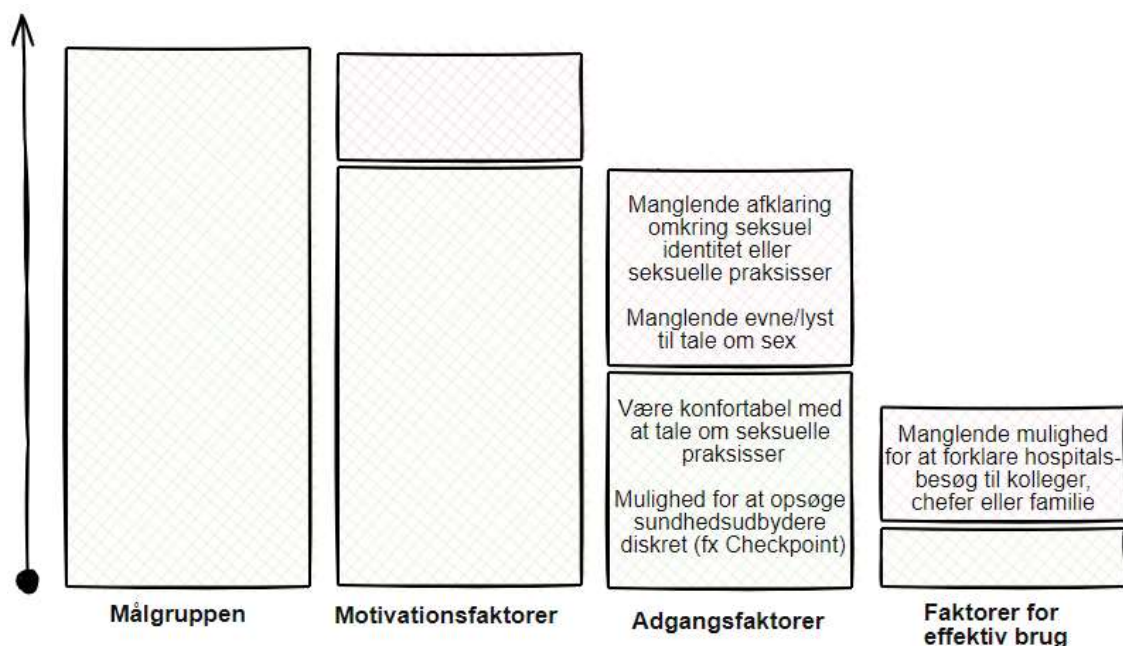 Manglende afklaring
omkring seksuel
identitet eller
seksuelle praksisser
Manglende evne/lyst
til tale om sex
Være konfortabel med
at tale om seksuelle
praksisser
Mulighed for at opsøge
sundhedsudbydere
diskret (fx Checkpoint)
Manglende mulighed
for at forklare hospitals-
besøg til kolleger,
chefer eller familie
Målgruppen
Motivationsfaktorer
Adgangsfaktorer
Faktorer for
effektiv brug